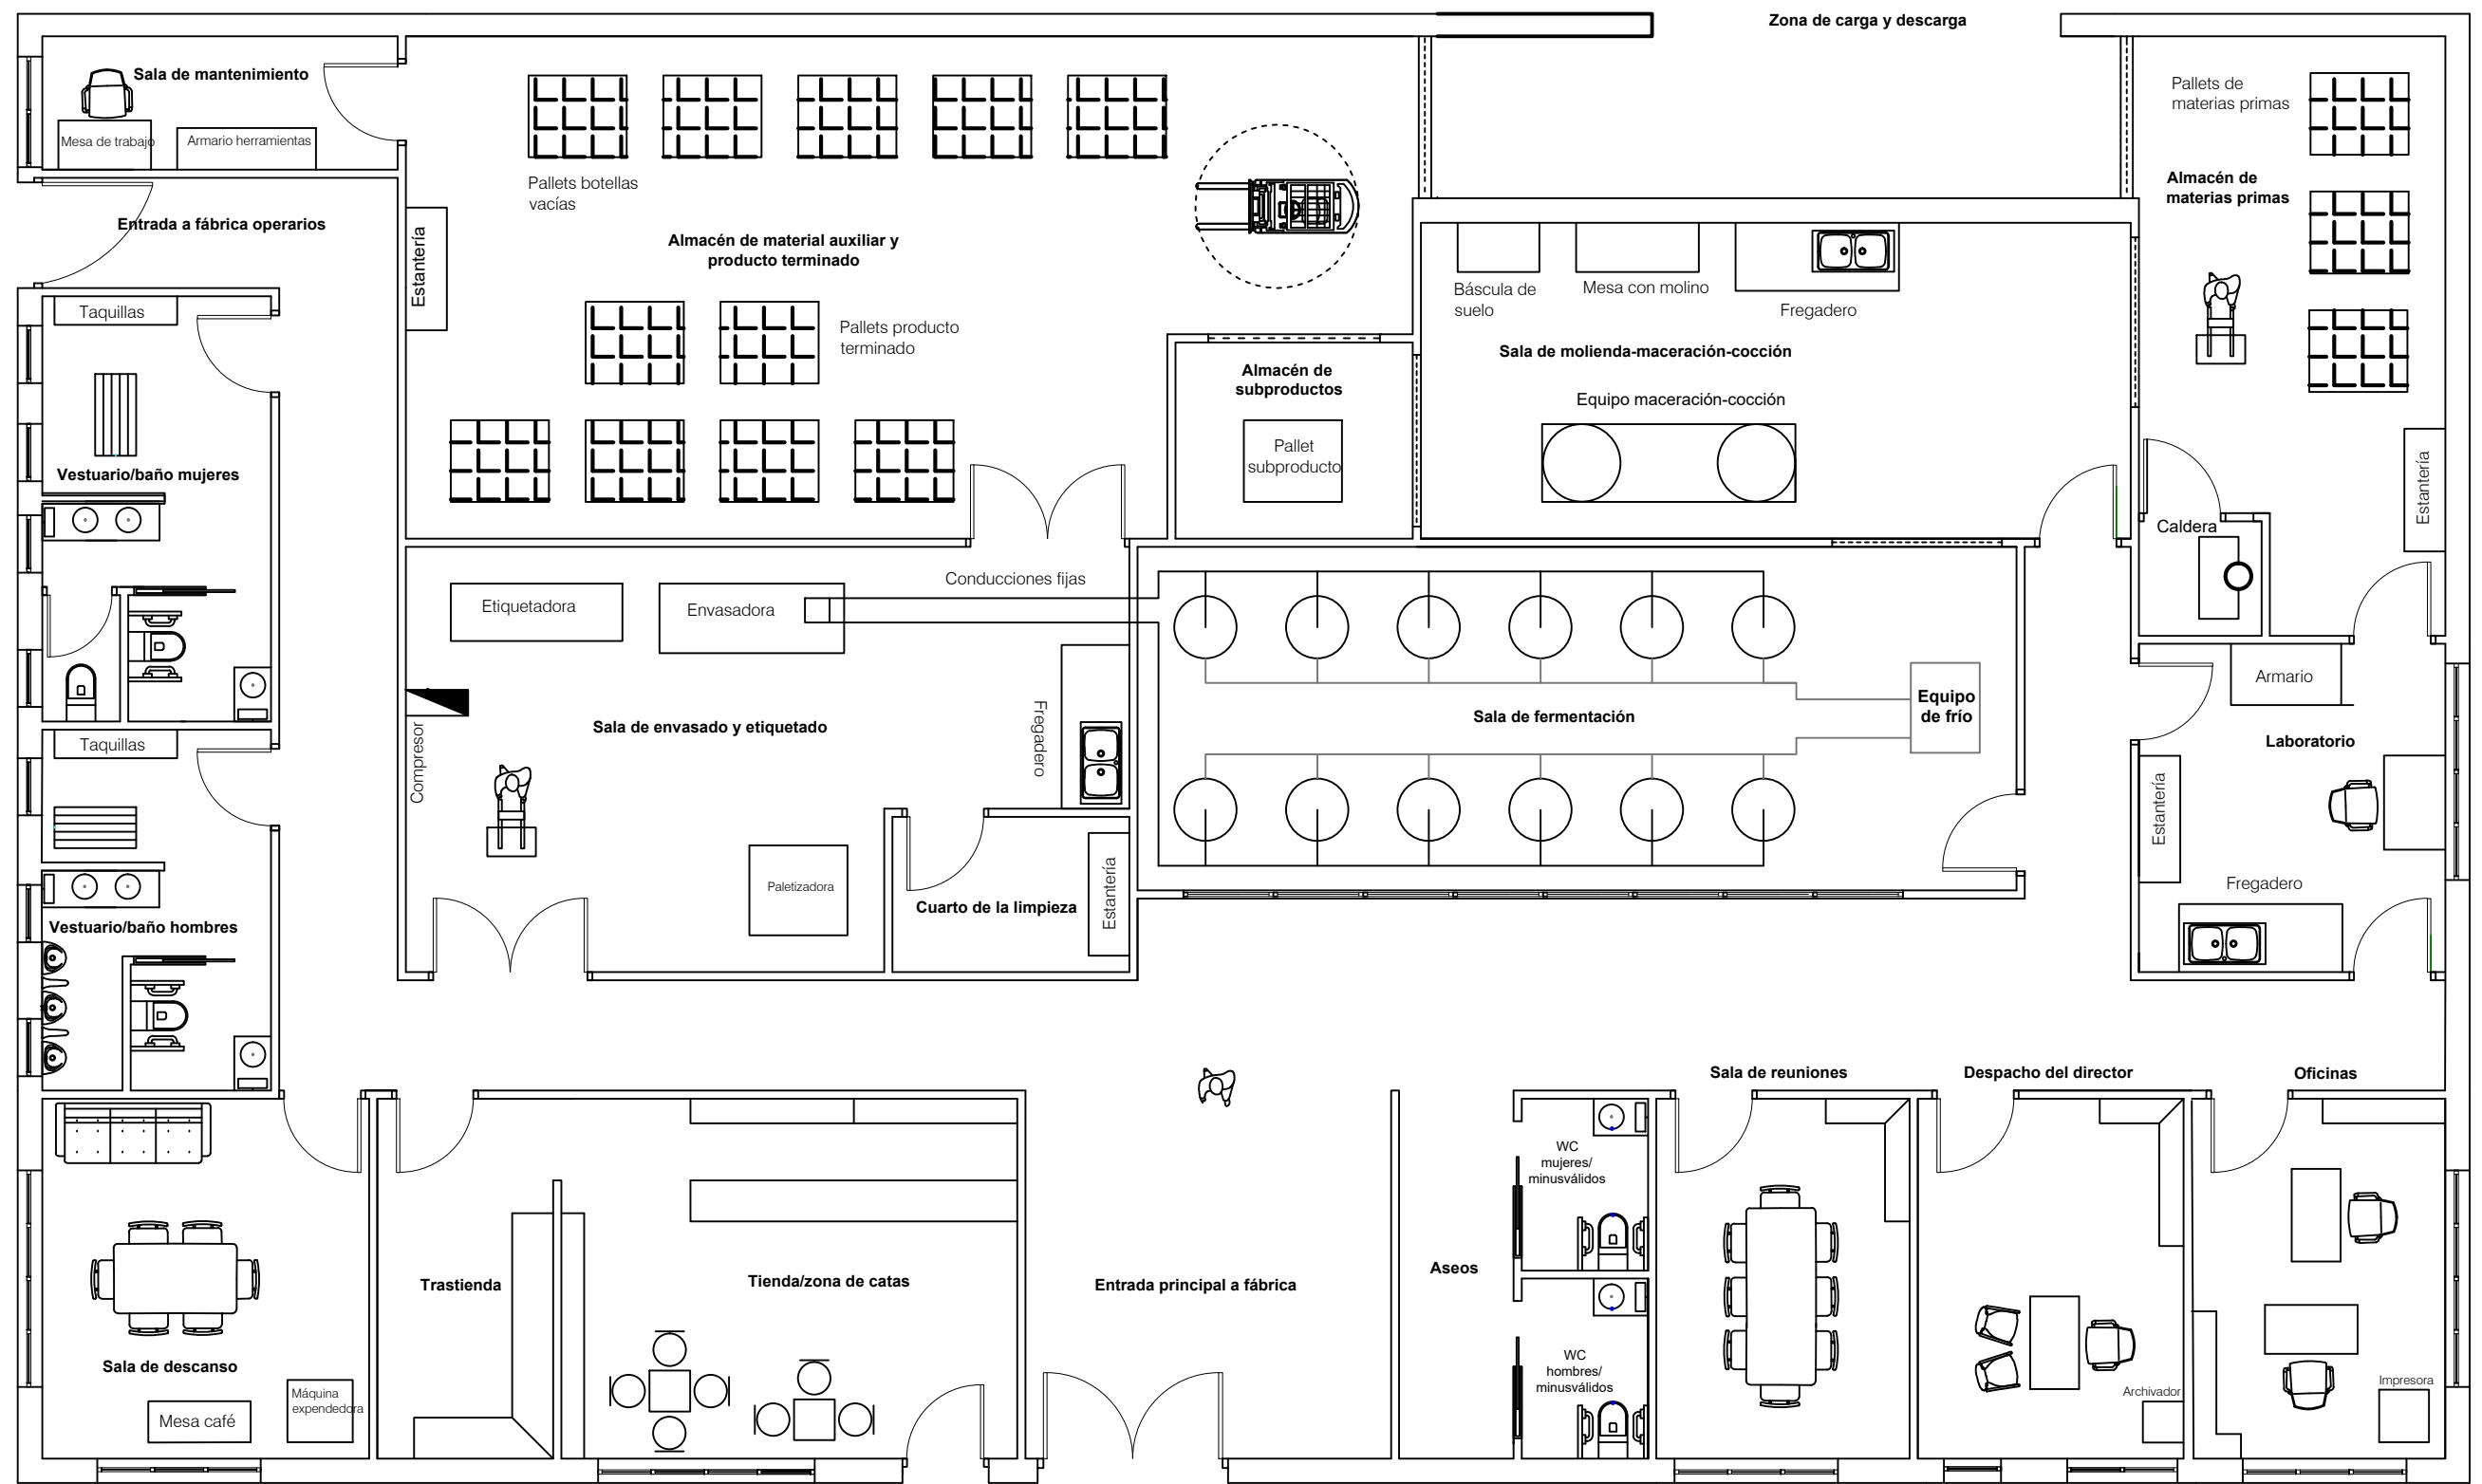 Zona de carga y descarga
Sala de mantenimiento
Mesa de trabajo
Armario herramientas
Pallets botellas
vacías
Pallets de
materias primas
Almacén de
materias primas
Entrada a fábrica operarios
Estantería
Almacén de material auxiliar y
producto terminado
Báscula de
suelo
Mesa con molino
Fregadero
Taquillas
Pallets producto
terminado
Sala de molienda-maceración-cocción
Almacén de
subproductos
Equipo maceración-cocción
Pallet
subproducto
Vestuario/baño mujeres
Estantería
Caldera
Conducciones fijas
Etiquetadora
Envasadora
Armario
Equipo
de frío
Sala de fermentación
Sala de envasado y etiquetado
Fregadero
Compresor
Taquillas
Laboratorio
Estantería
Paletizadora
Fregadero
Estantería
Cuarto de la limpieza
Vestuario/baño hombres
Sala de reuniones
Despacho del director
Oficinas
WC
mujeres/
minusválidos
Aseos
Trastienda
Tienda/zona de catas
Entrada principal a fábrica
WC
hombres/
minusválidos
Sala de descanso
Máquina
expendedora
Mesa café
Archivador
Impresora